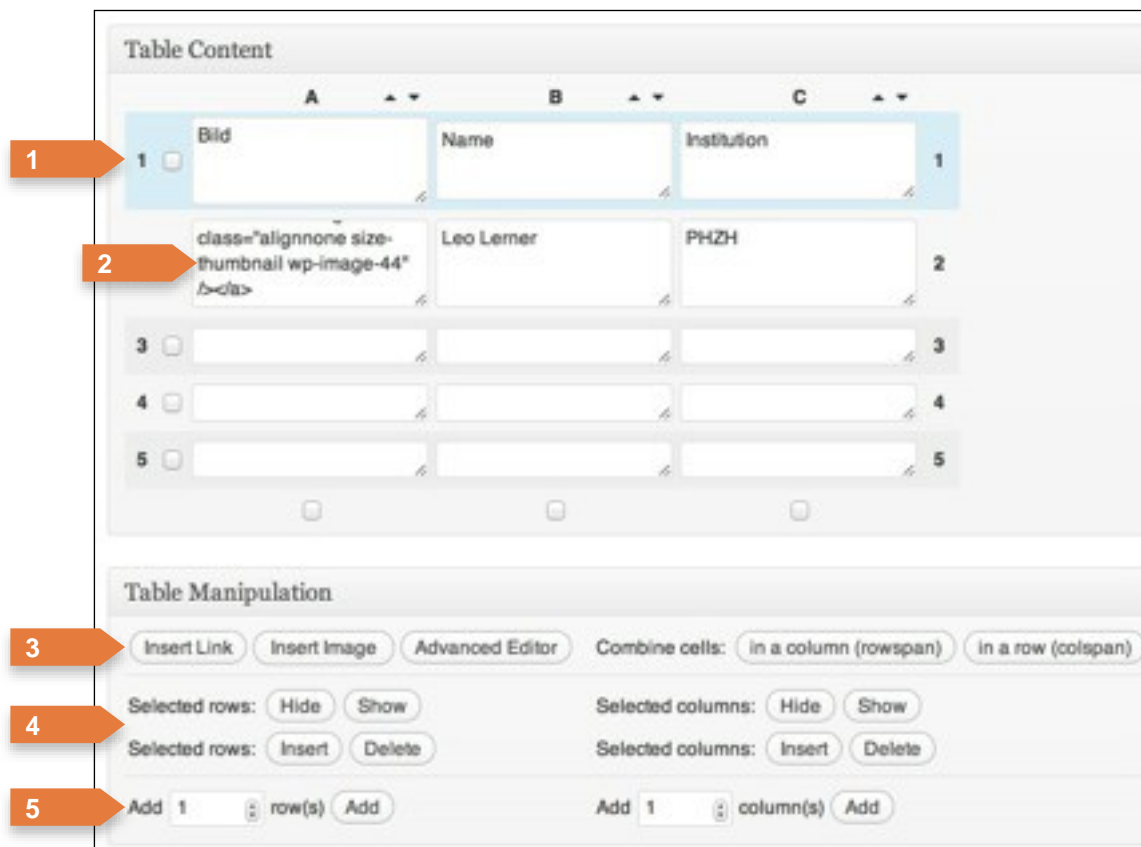 Table Content
A B C
1 1 Bild Name Institution 1
2 class="alignnone size-thumbnail wp-image-44" /></a> Leo Lerner PHZH 2
3 3
4 4
5 5
Table Manipulation
3 Insert Link Insert Image Advanced Editor Combine cells: in a column (rowspan) in a row (colspan)
4
Selected rows: Hide Show Selected columns: Hide Show
Selected rows: Insert Delete Selected columns: Insert Delete
5 Add 1 row(s) Add Add 1 column(s) Add